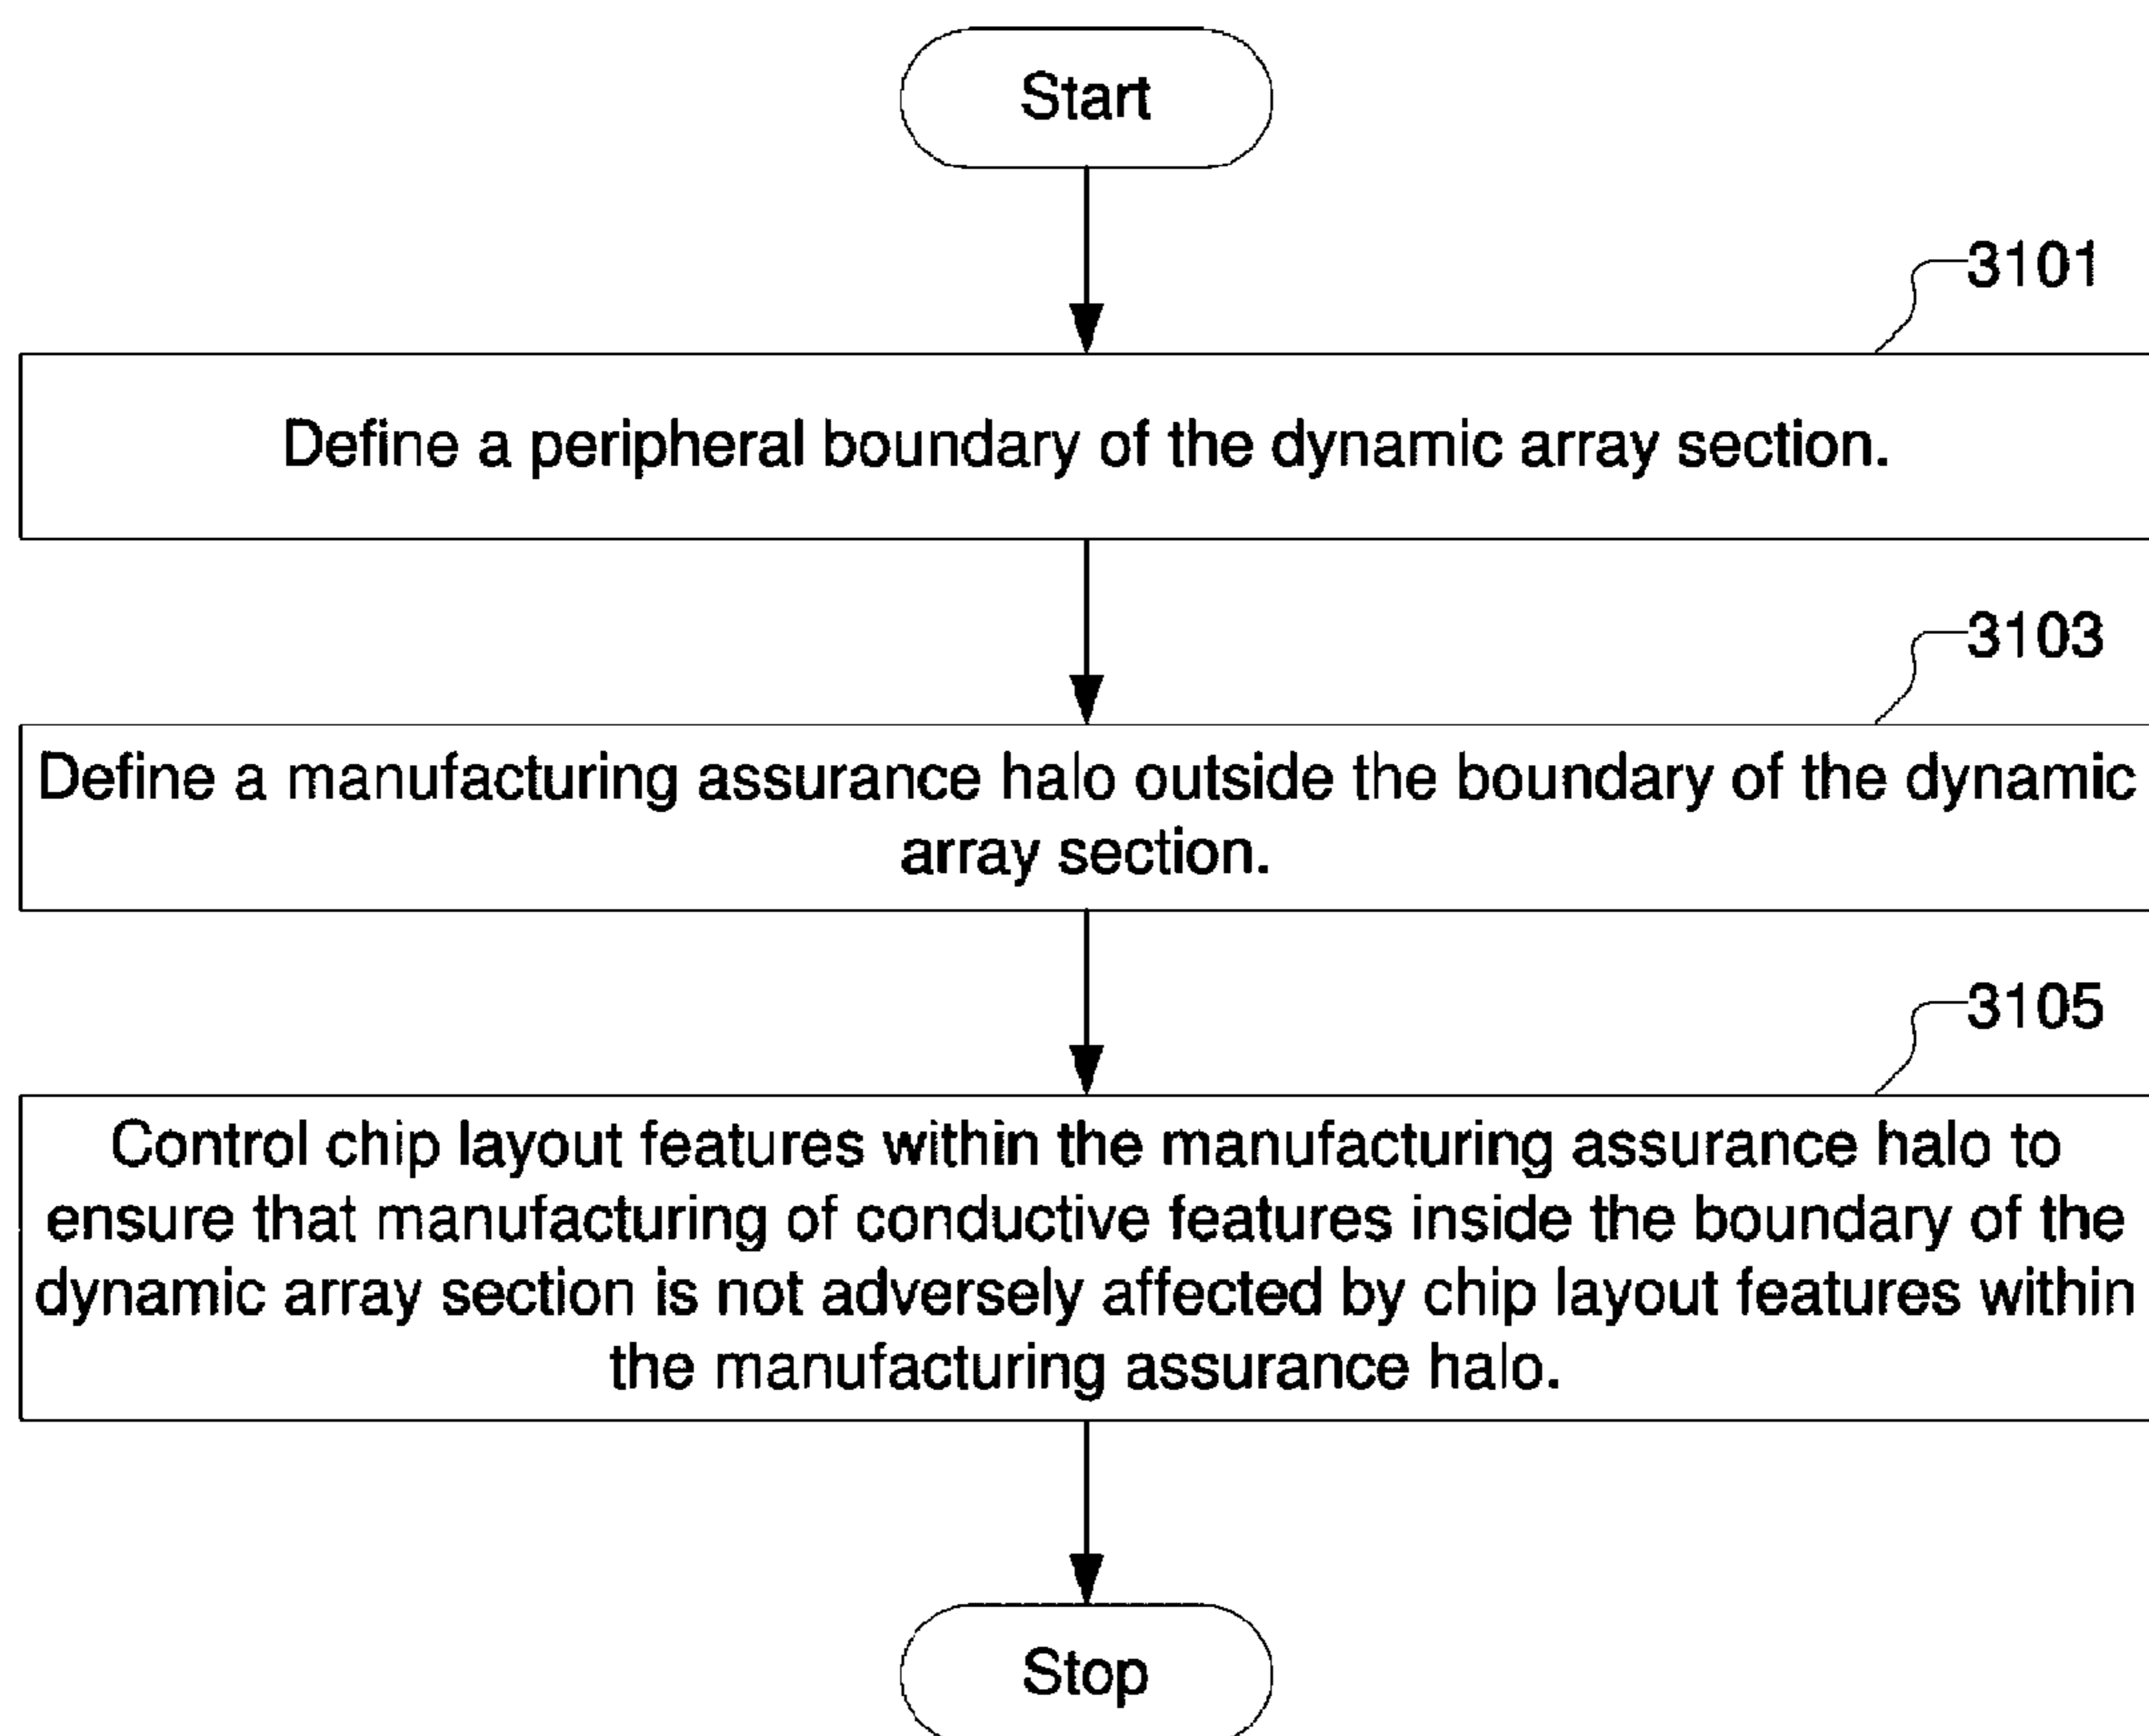 Start
3101
Define a peripheral boundary of the dynamic array section.
3103
Define a manufacturing assurance halo outside the boundary of the dynamic
array section.
3105
Control chip layout features within the manufacturing assurance halo to
ensure that manufacturing of conductive features inside the boundary of the
dynamic array section is not adversely affected by chip layout features within
the manufacturing assurance halo.
Stop